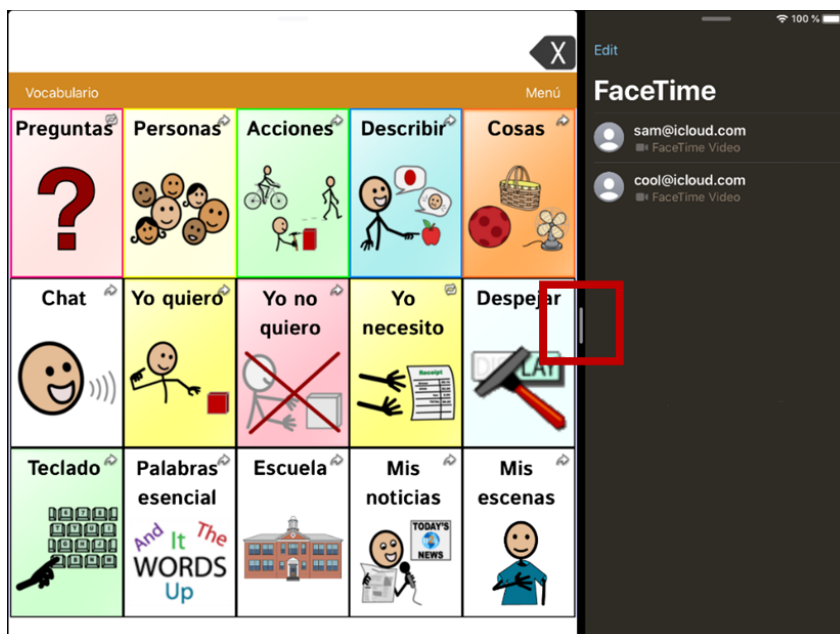 100 %
X
Edit
Vocabulario
Menú
FaceTime
sam@icloud.com
FaceTime Video
cool@icloud.com
FaceTime Video
Preguntas
Personas
Acciones
Describir
Cosas
?
Chat
Yo quiero
Yo no
quiero
Yo
necesito
Receipt
Despejar
DISPLAY
Teclado
Palabras
esencial
And It The
WORDS
Up
Escuela
Mis
noticias
TODAY'S
NEWS
Mis
escenas